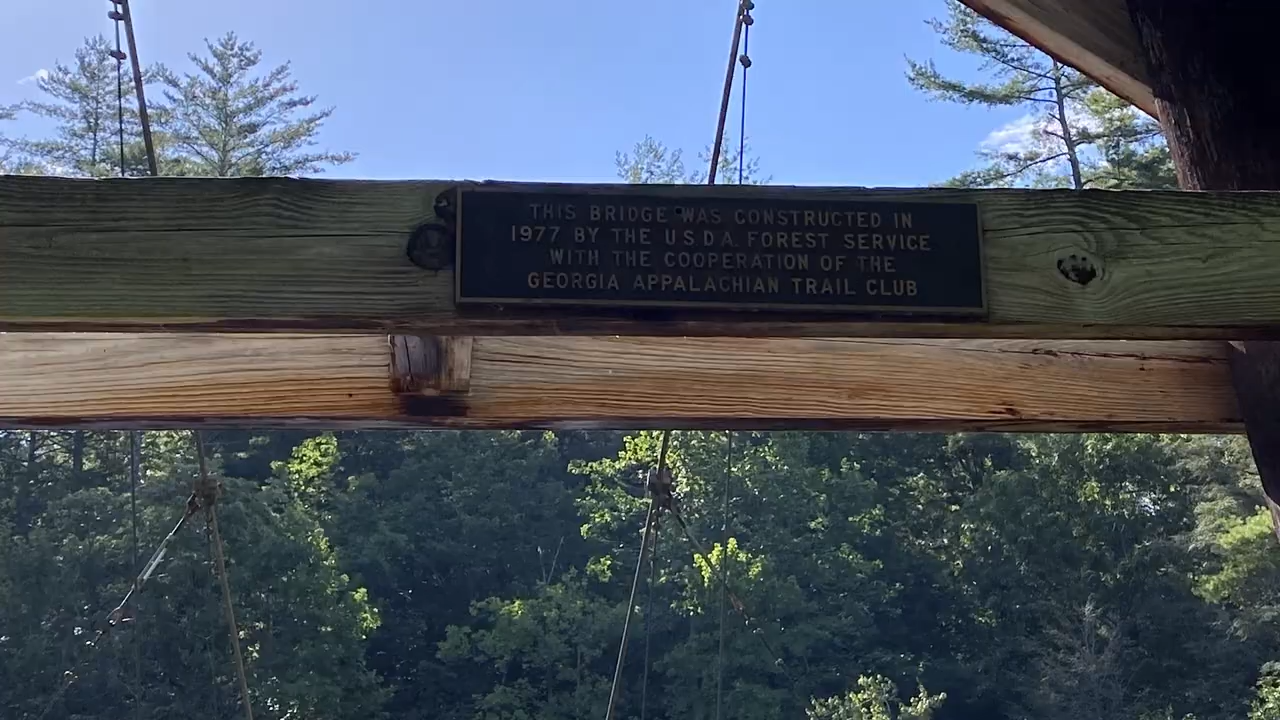 THIS BRIDGE WAS CONSTRUCTED IN
1977 BY THE U.S.D.A. FOREST SERVICE
WITH THE COOPERATION OF THE
GEORGIA APPALACHIAN TRAIL CLUB